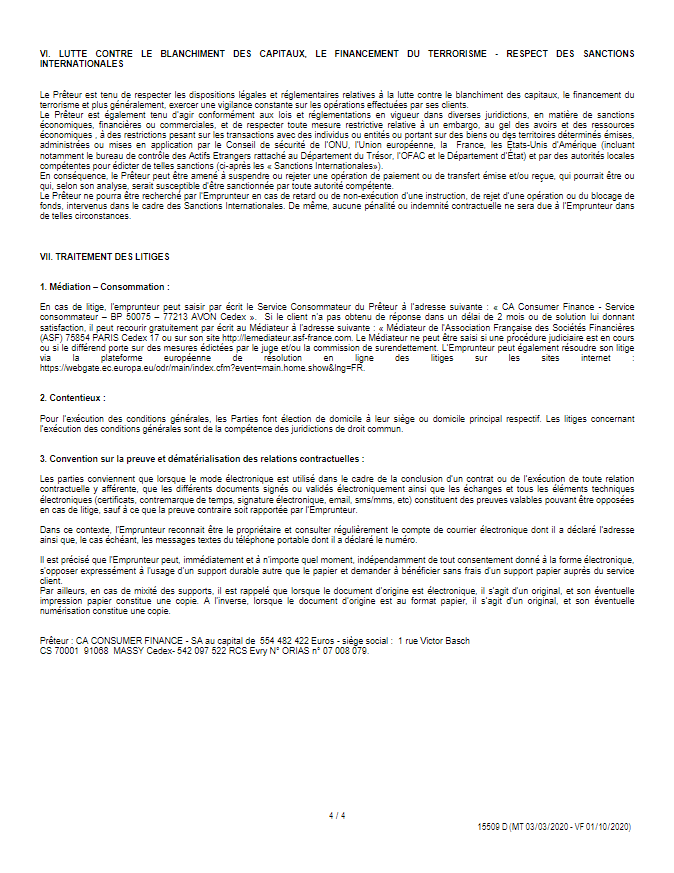 VI. LUTTE CONTRE LE BLANCHIMENT DES CAPITAUX, LE FINANCEMENT DU TERRORISME - RESPECT DES SANCTIONS
INTERNATIONALES
Le Prêteur est tenu de respecter les dispositions légales et réglementaires relatives à la lutte contre le blanchiment des capitaux, le financement du
terrorisme et plus généralement, exercer une vigilance constante sur les opérations effectuées par ses clients.
Le Prêteur est également tenu d'agir conformément aux lois et réglementations en vigueur dans diverses juridictions, en matière de sanctions
économiques, financières ou commerciales, et de respecter toute mesure restrictive relative à un embargo, au gel des avoirs et des ressources
économiques , à des restrictions pesant sur les transactions avec des individus ou entités ou portant sur des biens ou des territoires déterminés émises,
administrées ou mises en application par le Conseil de sécurité de l'ONU, l'Union européenne, la France, les Etats-Unis d'Amérique (incluant
notamment le bureau de contrôle des Actifs Etrangers rattaché au Département du Trésor, l'OFAC et le Département d'État) et par des autorités locales
compétentes pour édicter de telles sanctions (ci-après les « Sanctions Internationales»).
En conséquence, le Prêteur peut être amené à suspendre ou rejeter une opération de paiement ou de transfert émise et/ou reçue, qui pourrait être ou
qui, selon son analyse, serait susceptible d'être sanctionnée par toute autorité compétente.
Le Prêteur ne pourra être recherché par l'Emprunteur en cas de retard ou de non-exécution d'une instruction, de rejet d'une opération ou du blocage de
fonds, intervenus dans le cadre des Sanctions Internationales. De même, aucune pénalité ou indemnité contractuelle ne sera due à l'Emprunteur dans
de telles circonstances.
VII. TRAITEMENT DES LITIGES
1. Médiation – Consommation :
En cas de litige, l'emprunteur peut saisir par écrit le Service Consommateur du Prêteur à l'adresse suivante : « CA Consumer Finance - Service
consommateur – BP 50075 – 77213 AVON Cedex ». Si le client n'a pas obtenu de réponse dans un délai de 2 mois ou de solution lui donnant
satisfaction, il peut recourir gratuitement par écrit au Médiateur à l'adresse suivante : « Médiateur de l'Association Française des Sociétés Financières
(ASF) 75854 PARIS Cedex 17 ou sur son site http://lemediateur.asf-france.com. Le Médiateur ne peut être saisi si une procédure judiciaire est en cours
ou si le différend porte sur des mesures édictées par le juge et/ou la commission de surendettement. L'Emprunteur peut également résoudre son litige
via la plateforme européenne de résolution en ligne des litiges sur les sites internet :
https://webgate.ec.europa.eu/odr/main/index.cfm?event=main.home.show&lng=FR.
2. Contentieux :
Pour l'exécution des conditions générales, les Parties font élection de domicile à leur siège ou domicile principal respectif. Les litiges concernant
l'exécution des conditions générales sont de la compétence des juridictions de droit commun.
3. Convention sur la preuve et dématérialisation des relations contractuelles :
Les parties conviennent que lorsque le mode électronique est utilisé dans le cadre de la conclusion d'un contrat ou de l'exécution de toute relation
contractuelle y afférente, que les différents documents signés ou validés électroniquement ainsi que les échanges et tous les éléments techniques
électroniques (certificats, contremarque de temps, signature électronique, email, sms/mms, etc) constituent des preuves valables pouvant être opposées
en cas de litige, sauf à ce que la preuve contraire soit rapportée par l'Emprunteur.
Dans ce contexte, l'Emprunteur reconnait être le propriétaire et consulter régulièrement le compte de courrier électronique dont il a déclaré l'adresse
ainsi que, le cas échéant, les messages textes du téléphone portable dont il a déclaré le numéro.
Il est précisé que l'Emprunteur peut, immédiatement et à n'importe quel moment, indépendamment de tout consentement donné à la forme électronique,
s'opposer expressément à l'usage d'un support durable autre que le papier et demander à bénéficier sans frais d'un support papier auprès du service
client.
Par ailleurs, en cas de mixité des supports, il est rappelé que lorsque le document d'origine est électronique, il s'agit d'un original, et son éventuelle
impression papier constitue une copie. A l'inverse, lorsque le document d'origine est au format papier, il s'agit d'un original, et son éventuelle
numérisation constitue une copie.
Prêteur : CA CONSUMER FINANCE - SA au capital de 554 482 422 Euros - siège social : 1 rue Victor Basch
CS 70001 91068 MASSY Cedex- 542 097 522 RCS Evry N° ORIAS n° 07 008 079.
4 / 4
15509 D (MT 03/03/2020 - VF 01/10/2020)